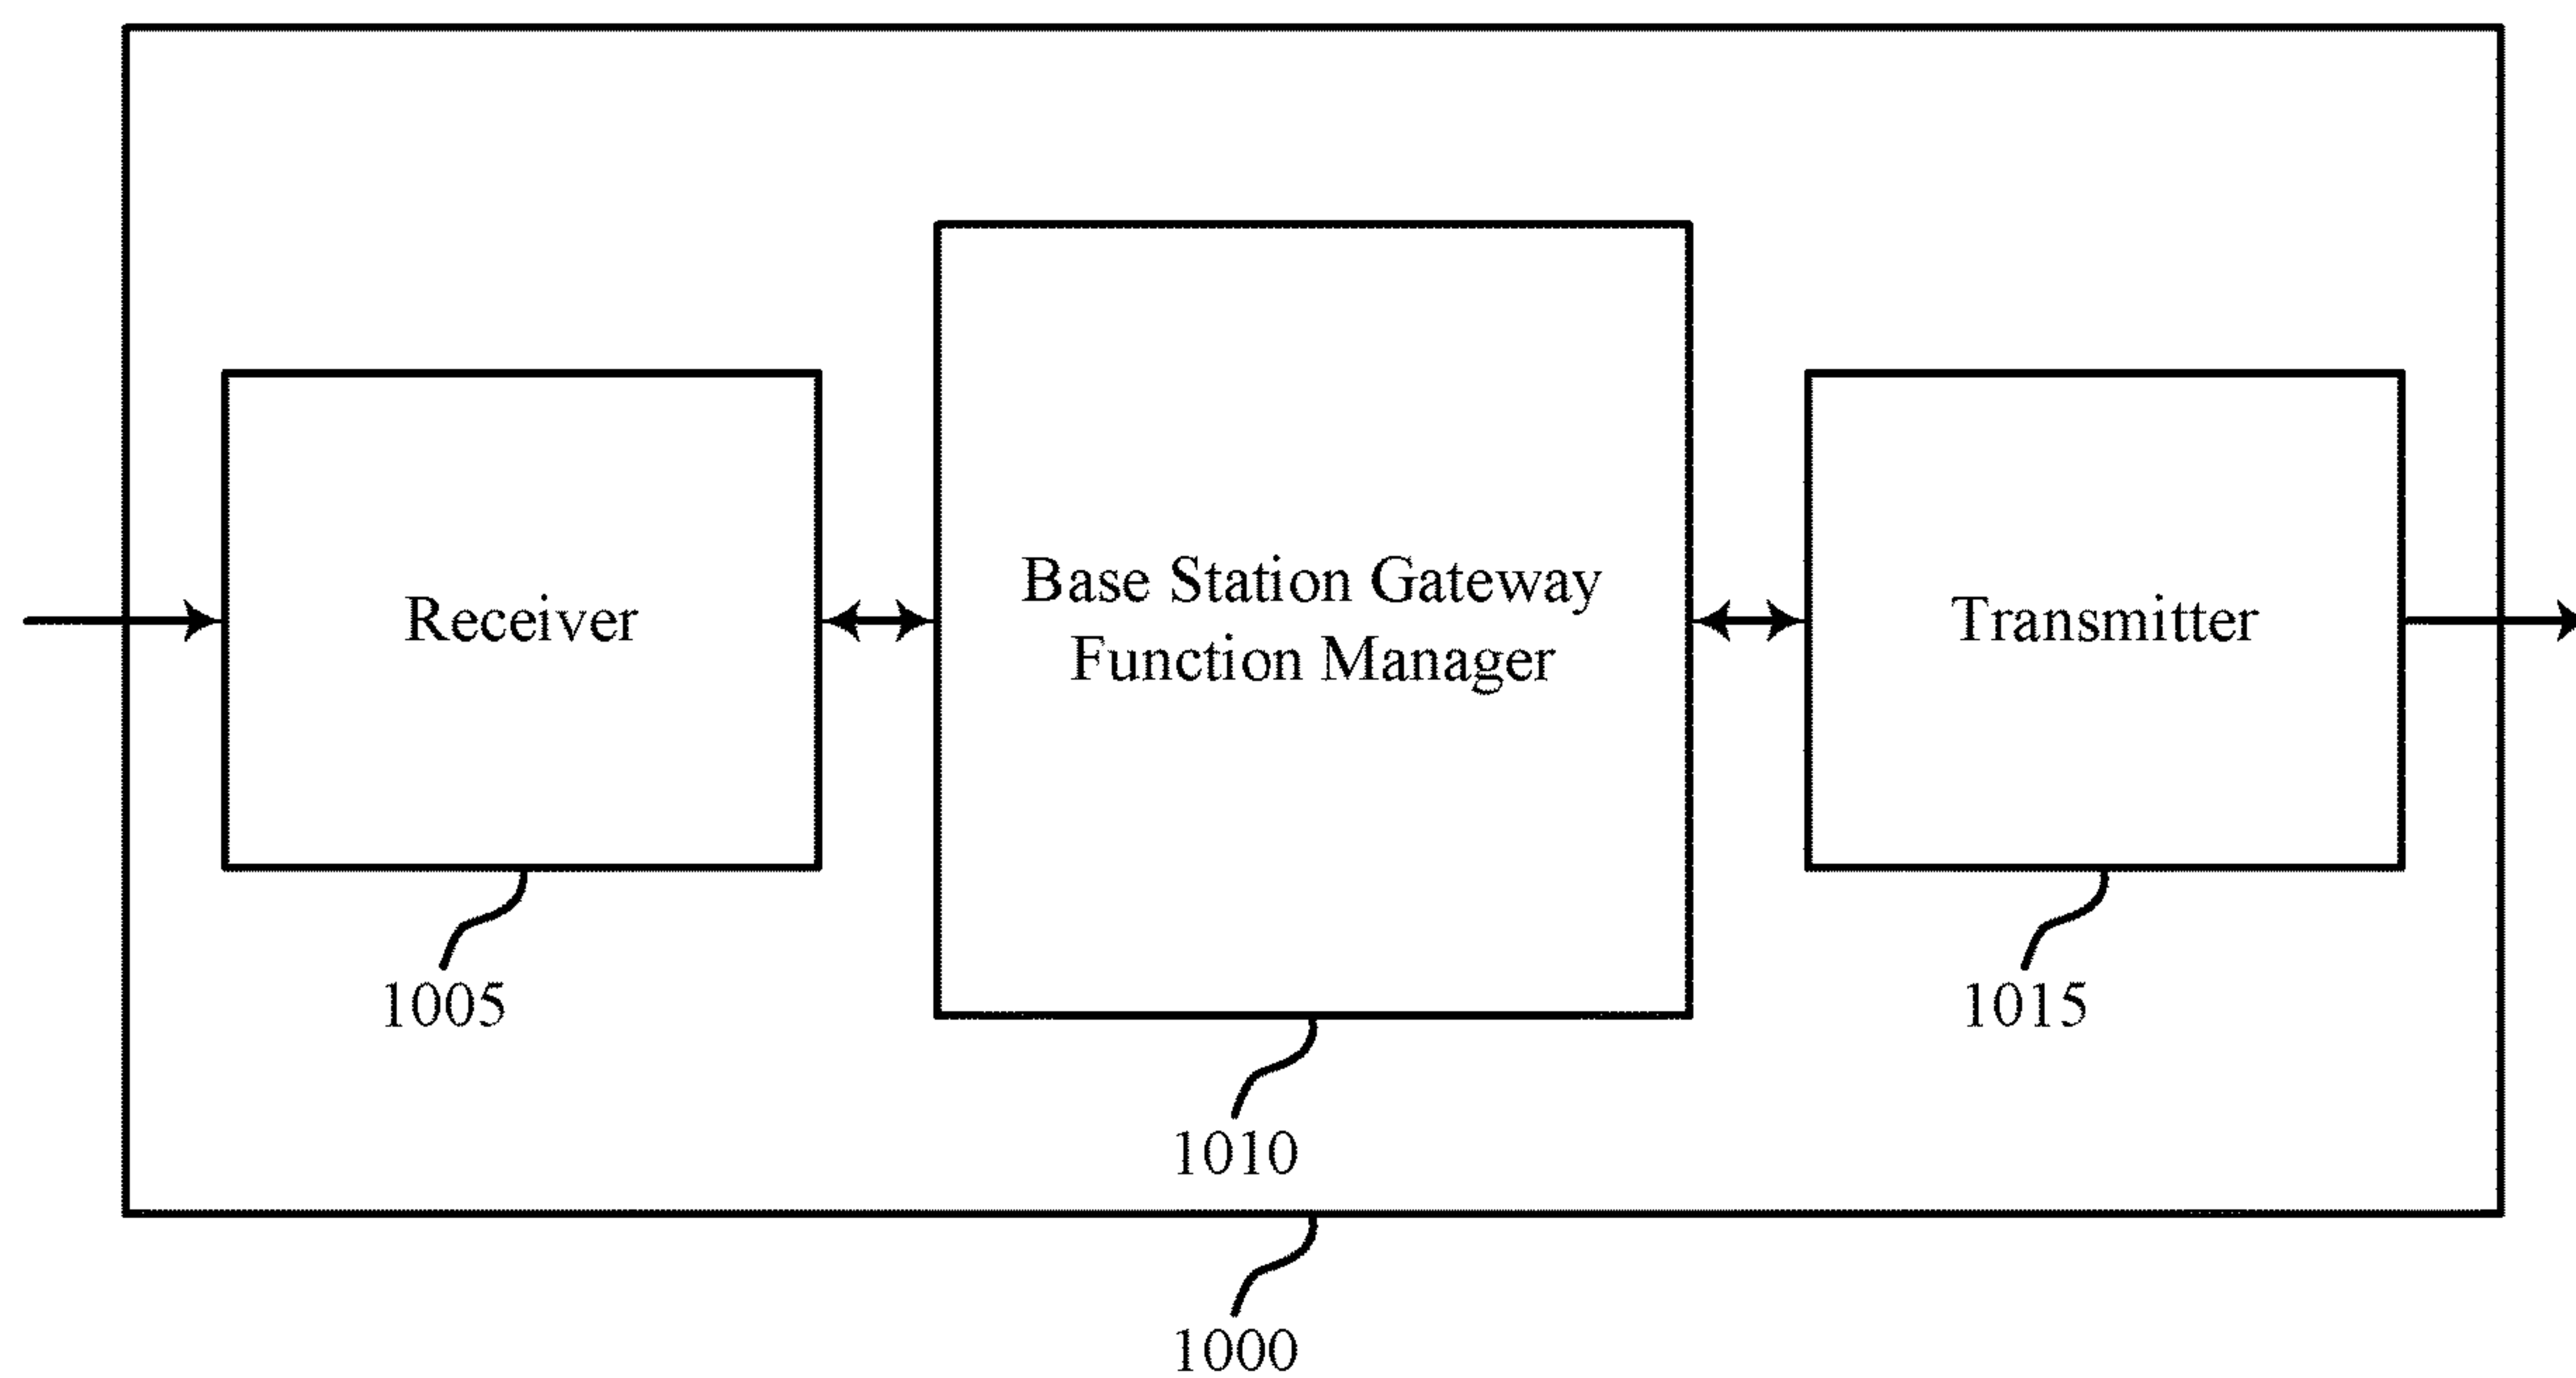 Receiver
Base Station Gateway
Function Manager
Transmitter
1005
1015
1010
1000